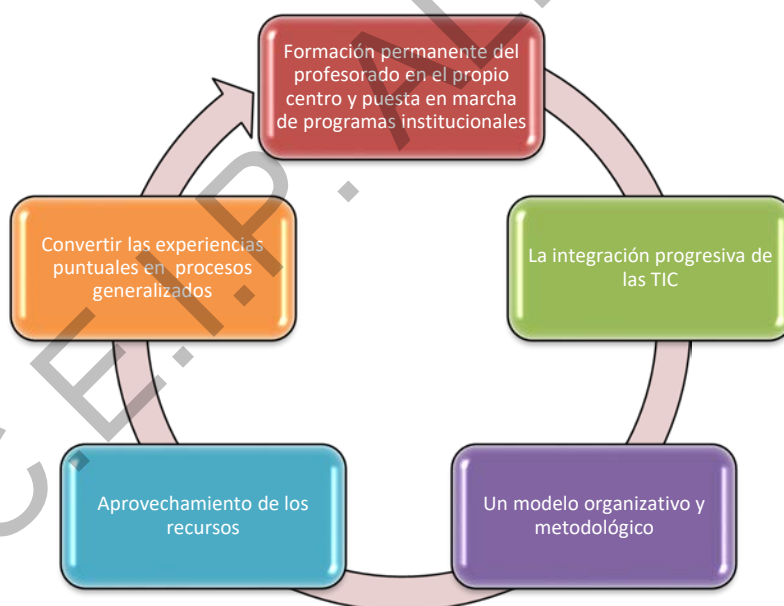 Formación permanente del
profesorado en el propio
centro y puesta en marcha
de programas institucionales
La integración progresiva de
las TIC
Un modelo organizativo y
metodológico
Aprovechamiento de los
recursos
Convertir las experiencias
puntuales en procesos
generalizados
C.E.I.P. AL